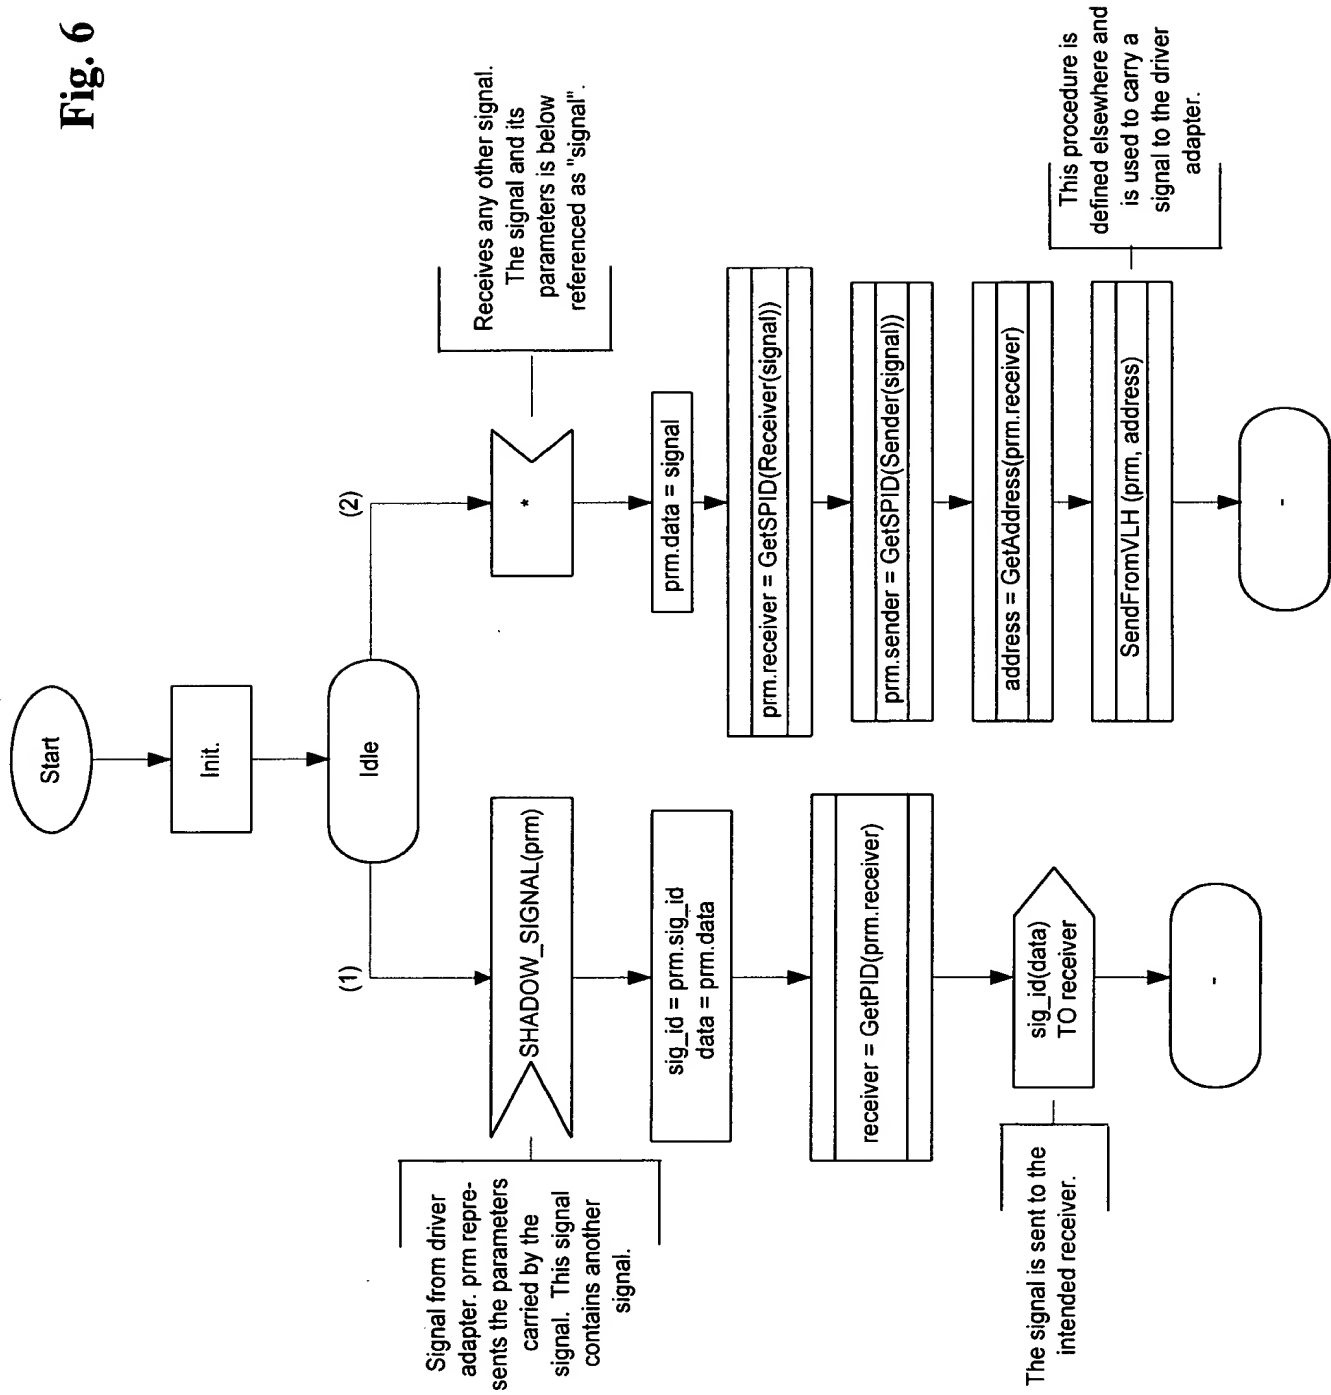 Fig. 6
Start
Init.
Idle
(1)
(2)
Signal from driver
adapter. prm repre-
sents the parameters
carried by the
signal. This signal
contains another
signal.
SHADOW_SIGNAL(prm)
sig_id = prm.sig_id
data = prm.data
receiver = GetPID(prm.receiver)
The signal is sent to the
intended receiver.
sig_id(data)
TO receiver
-
Receives any other signal.
The signal and its
parameters is below
referenced as "signal".
*
prm.data = signal
prm.receiver = GetSPID(Receiver(signal))
prm.sender = GetSPID(Sender(signal))
address = GetAddress(prm.receiver)
SendFromVLH (prm, address)
This procedure is
defined elsewhere and
is used to carry a
signal to the driver
adapter.
-